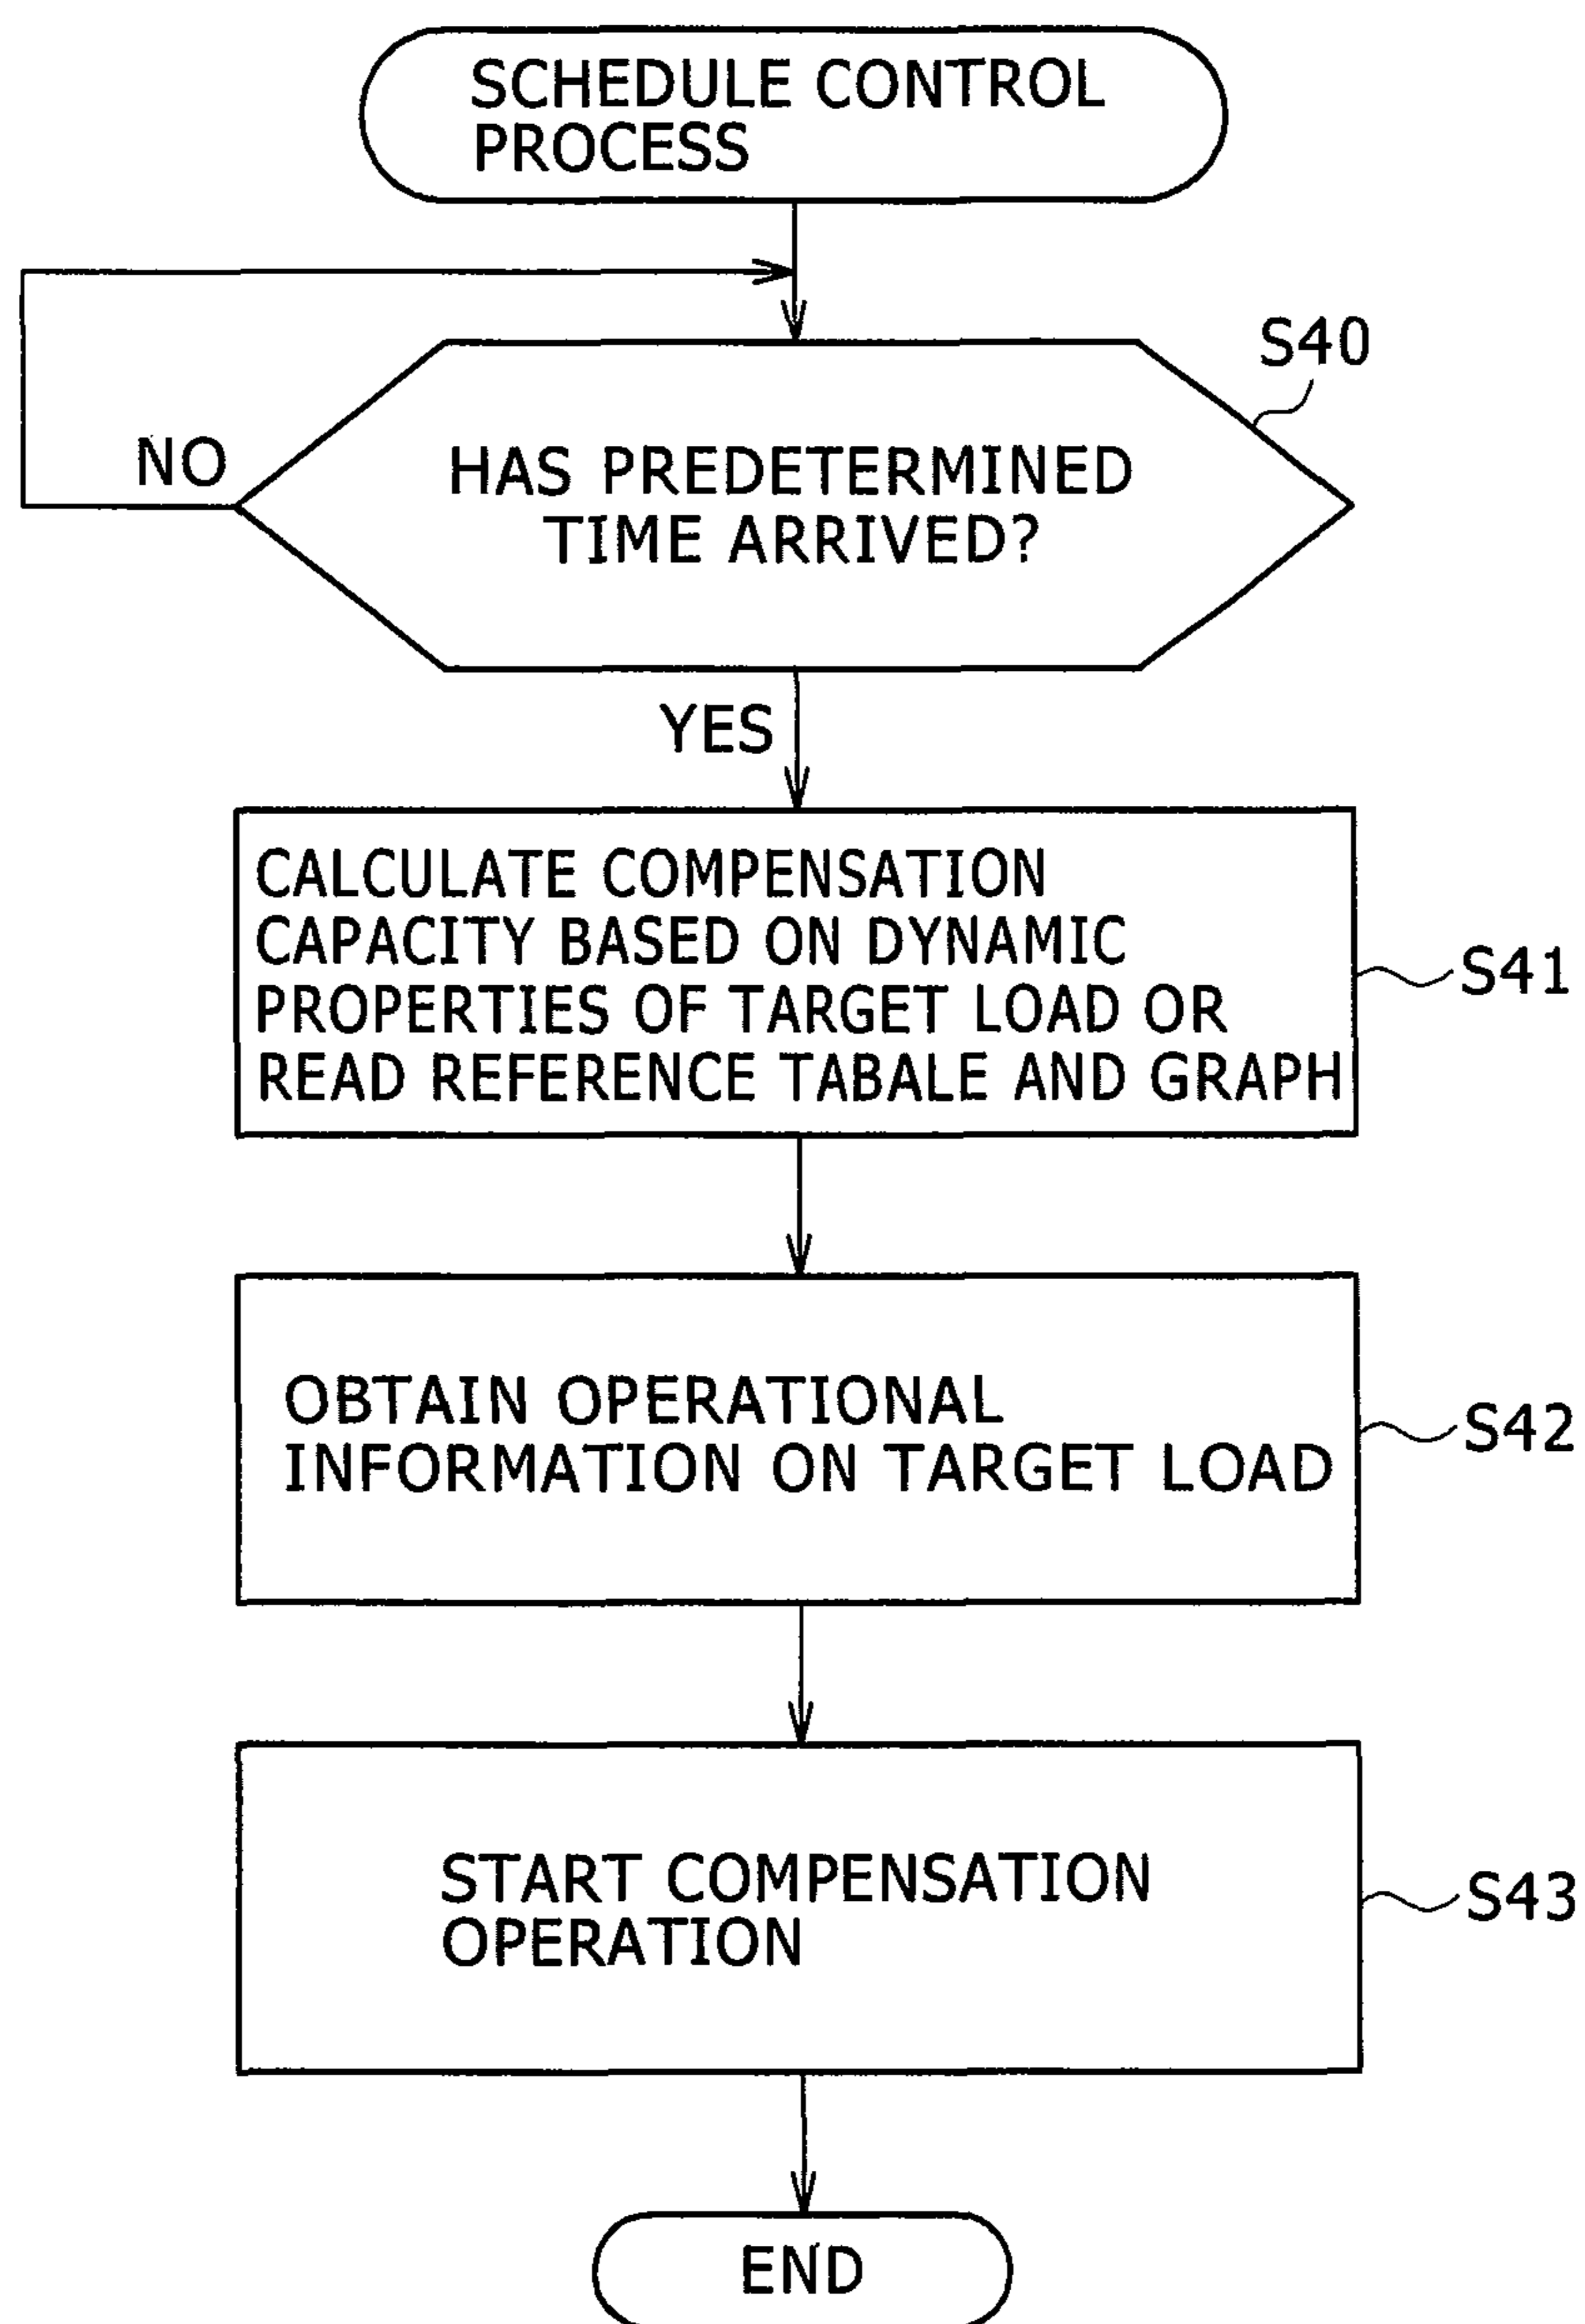 SCHEDULE CONTROL
PROCESS
S40
NO
HAS PREDETERMINED
TIME ARRIVED?
YES
CALCULATE COMPENSATION
CAPACITY BASED ON DYNAMIC
PROPERTIES OF TARGET LOAD OR
READ REFERENCE TABALE AND GRAPH
S41
OBTAIN OPERATIONAL
INFORMATION ON TARGET LOAD
S42
START COMPENSATION
OPERATION
S43
END